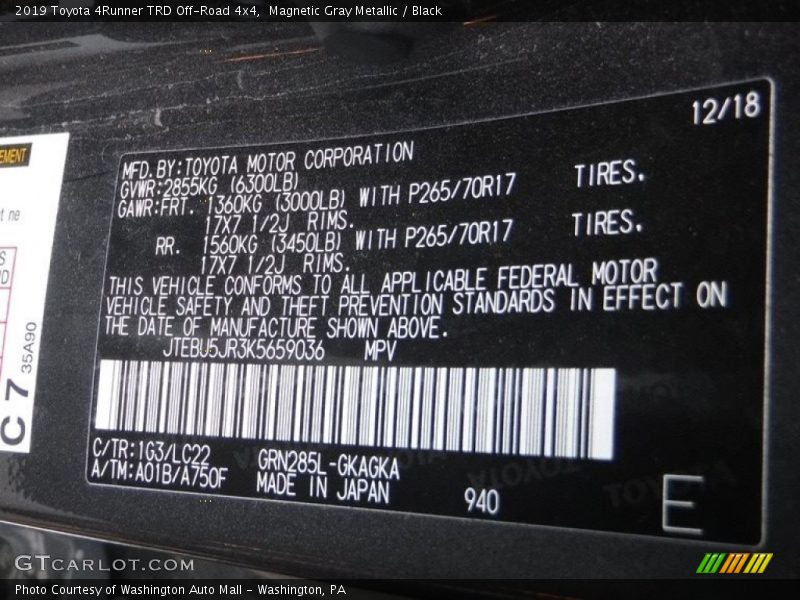 2019 Toyota 4Runner TRD Off-Road 4x4, Magnetic Gray Metallic / Black
12/18
MFD. BY: TOYOTA MOTOR CORPORATION
GVWR: 2855KG (6300LB)
GAWR: FRT. 1360KG (3000LB) WITH P265/70R17 TIRES.
17X7 1/2J RIMS.
RR. 1560KG (3450LB) WITH P265/70R17 TIRES.
17X7 1/2J RIMS.
THIS VEHICLE CONFORMS TO ALL APPLICABLE FEDERAL MOTOR
VEHICLE SAFETY AND THEFT PREVENTION STANDARDS IN EFFECT ON
THE DATE OF MANUFACTURE SHOWN ABOVE.
JTEBU5JR3K5659036 MPV
C/TR: 1G3/LC22 GRN285L-GKAGKA
A/TM: A01B/A750F MADE IN JAPAN 940 E
C 7 35A90
GTCARLOT.COM
Photo Courtesy of Washington Auto Mall - Washington, PA